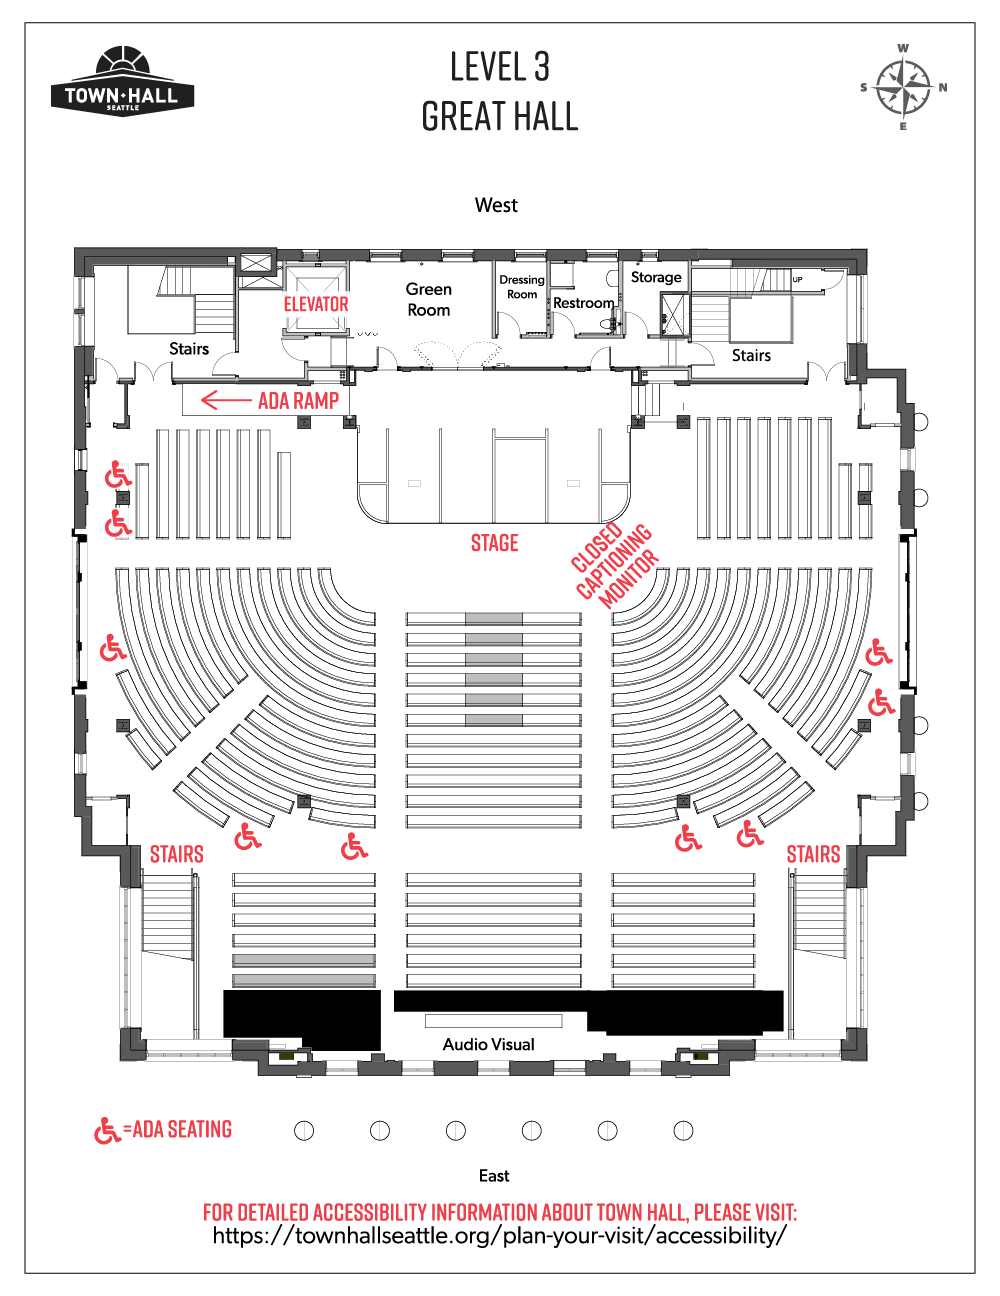 TOWN HALL
SEATTLE
LEVEL 3
GREAT HALL
W
S
N
E
West
ELEVATOR
Green
Room
Dressing
Room
Restroom
Storage
UP
Stairs
Stairs
ADA RAMP
STAGE
CLOSED
CAPTIONING
MONITOR
STAIRS
STAIRS
Audio Visual
=ADA SEATING
East
FOR DETAILED ACCESSIBILITY INFORMATION ABOUT TOWN HALL, PLEASE VISIT:
https://townhallseattle.org/plan-your-visit/accessibility/